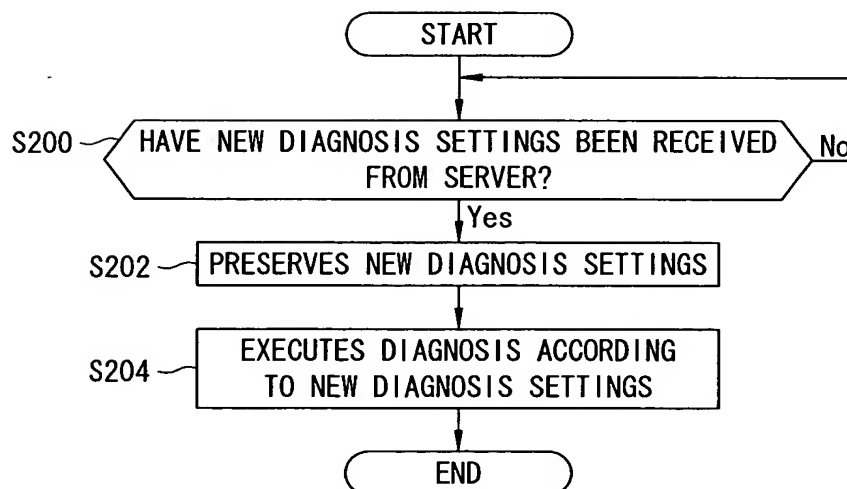 START
S200
HAVE NEW DIAGNOSIS SETTINGS BEEN RECEIVED
FROM SERVER?
No
Yes
S202
PRESERVES NEW DIAGNOSIS SETTINGS
S204
EXECUTES DIAGNOSIS ACCORDING
TO NEW DIAGNOSIS SETTINGS
END